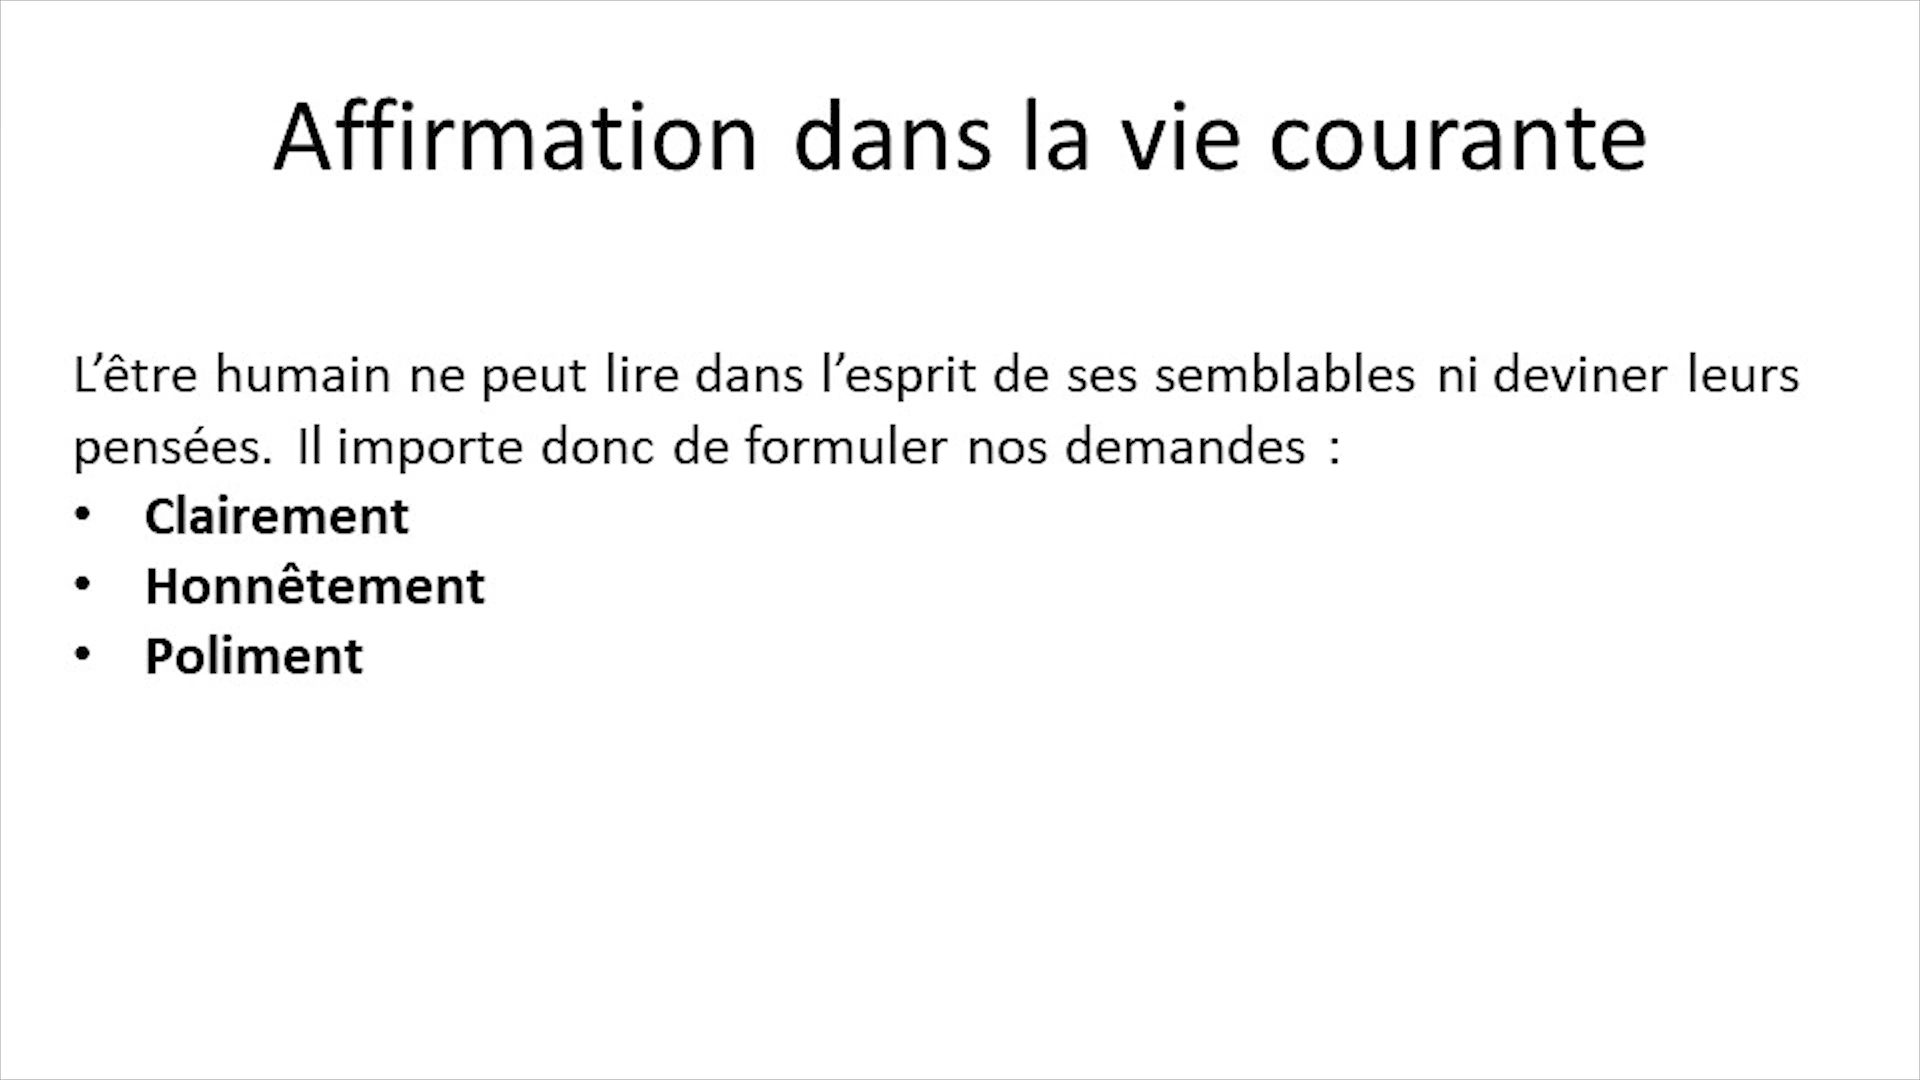 Affirmation dans la vie courante
L’être humain ne peut lire dans l’esprit de ses semblables ni deviner leurs
pensées. Il importe donc de formuler nos demandes :
• Clairement
• Honnêtement
• Poliment